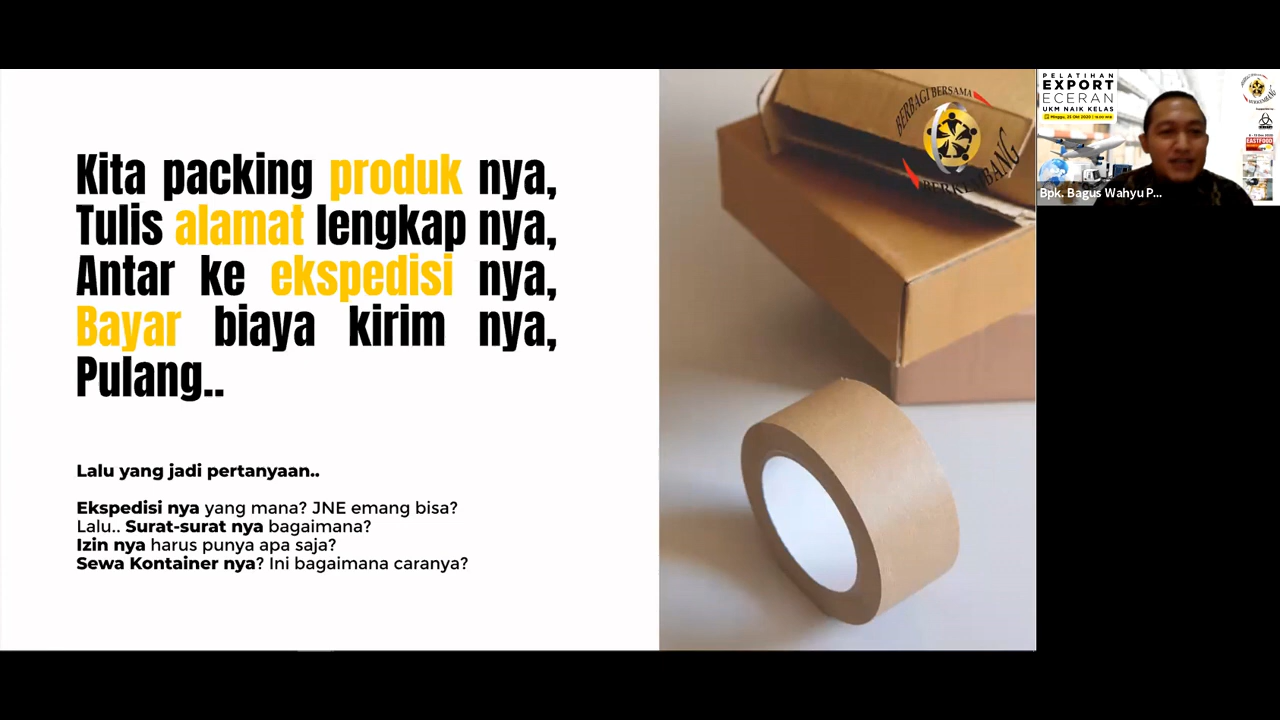 Kita packing produk nya,
Tulis alamat lengkap nya,
Antar ke ekspedisi nya,
Bayar biaya kirim nya,
Pulang..
Lalu yang jadi pertanyaan..
Ekspedisi nya yang mana? JNE emang bisa?
Lalu.. Surat-surat nya bagaimana?
Izin nya harus punya apa saja?
Sewa Kontainer nya? Ini bagaimana caranya?
BERBAGI BERSAMA
BERKEMBANG
PELATIHAN
EXPORT
ECERAN
UKM NAIK KELAS
Bpk. Bagus Wahyu P...
EASTFOOD